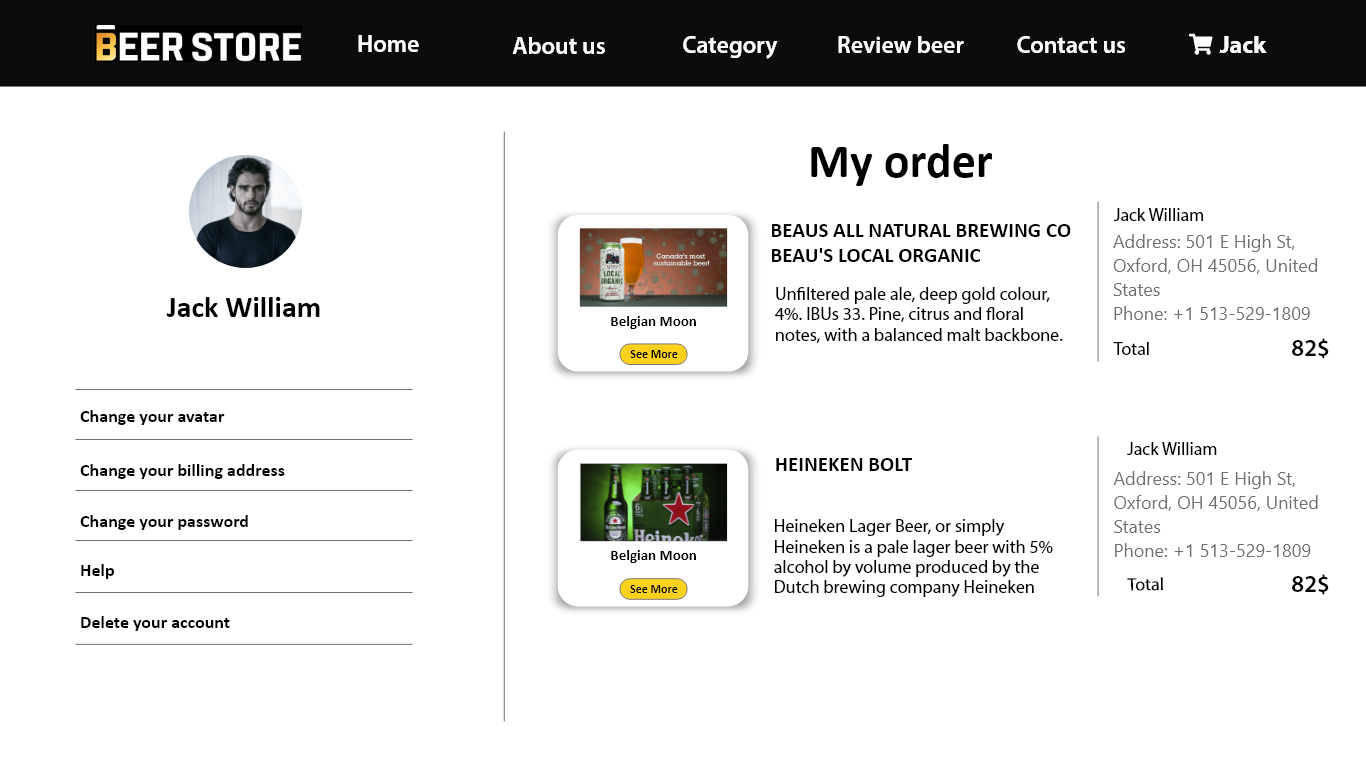 BEER STORE
Home
About us
Category
Review beer
Contact us
Jack
Jack William
Change your avatar
Change your billing address
Change your password
Help
Delete your account
My order
Canada's most
sustainable beer!
LOCAL
ORGANIC
Belgian Moon
See More
BEAUS ALL NATURAL BREWING CO
BEAU'S LOCAL ORGANIC
Unfiltered pale ale, deep gold colour,
4%. IBUs 33. Pine, citrus and floral
notes, with a balanced malt backbone.
Jack William
Address: 501 E High St,
Oxford, OH 45056, United
States
Phone: +1 513-529-1809
Total 82$
Heineken
Heineken
Belgian Moon
See More
HEINEKEN BOLT
Heineken Lager Beer, or simply
Heineken is a pale lager beer with 5%
alcohol by volume produced by the
Dutch brewing company Heineken
Jack William
Address: 501 E High St,
Oxford, OH 45056, United
States
Phone: +1 513-529-1809
Total 82$